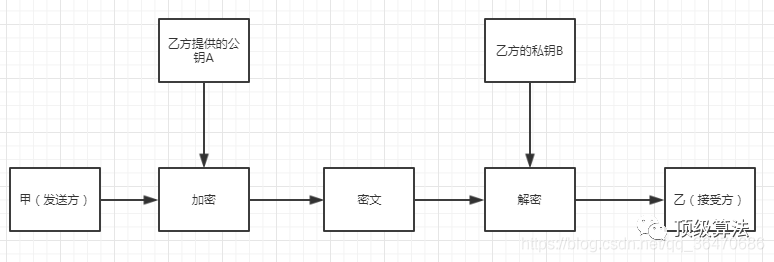 乙方提供的公
钥A
乙方的私钥B
甲（发送方）
加密
密文
解密
乙（接受方）
顶级算法
https://blog.csdn.net/qq_36470686